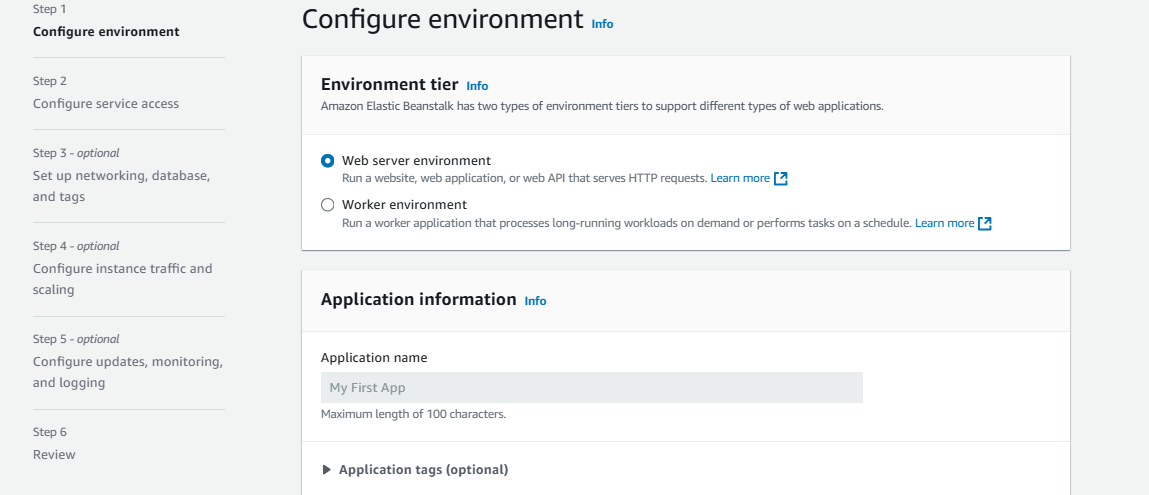 Step 1
Configure environment
Step 2
Configure service access
Step 3 - optional
Set up networking, database,
and tags
Step 4 - optional
Configure instance traffic and
scaling
Step 5 - optional
Configure updates, monitoring,
and logging
Step 6
Review
Configure environment Info
Environment tier Info
Amazon Elastic Beanstalk has two types of environment tiers to support different types of web applications.
Web server environment
Run a website, web application, or web API that serves HTTP requests. Learn more
Worker environment
Run a worker application that processes long-running workloads on demand or performs tasks on a schedule. Learn more
Application information Info
Application name
My First App
Maximum length of 100 characters.
Application tags (optional)